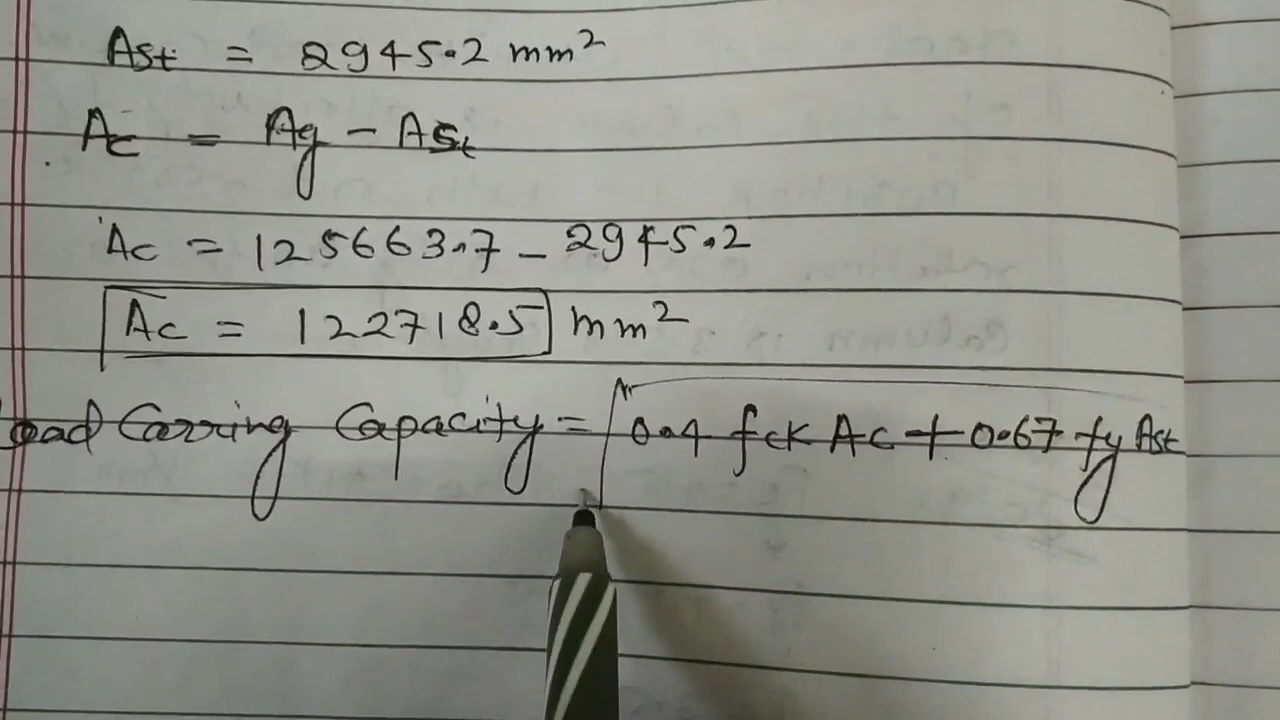 Ast = 2945.2 mm²
Ac = Ag - Ast
Ac = 125663.7 - 2945.2
Ac = 122718.5 mm²
Load Carring Capacity = 0.4 fck Ac + 0.67 fy Ast